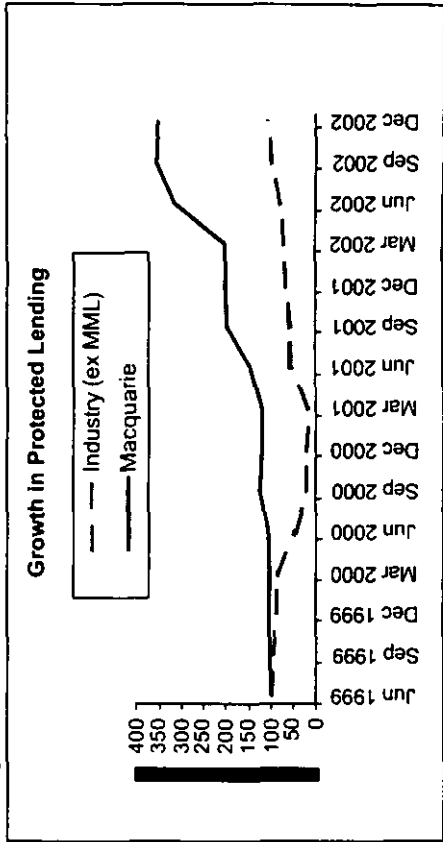 Growth in Protected Lending
Industry (ex MML)
Macquarie
400
350
300
250
200
150
100
50
0
Jun 1999
Sep 1999
Dec 1999
Mar 2000
Jun 2000
Sep 2000
Dec 2000
Mar 2001
Jun 2001
Sep 2001
Dec 2001
Mar 2002
Jun 2002
Sep 2002
Dec 2002